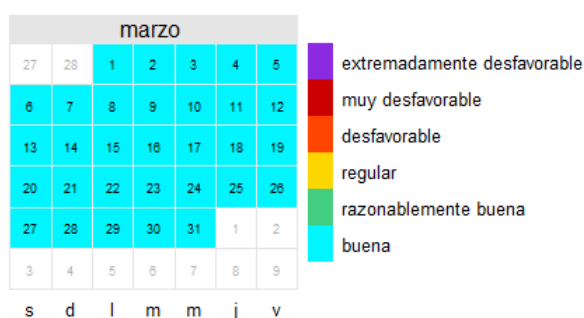 marzo
27 28 1 2 3 4 5
6 7 8 9 10 11 12
13 14 15 16 17 18 19
20 21 22 23 24 25 26
27 28 29 30 31 1 2
3 4 5 6 7 8 9
s d l m m j v
extremadamente desfavorable
muy desfavorable
desfavorable
regular
razonablemente buena
buena